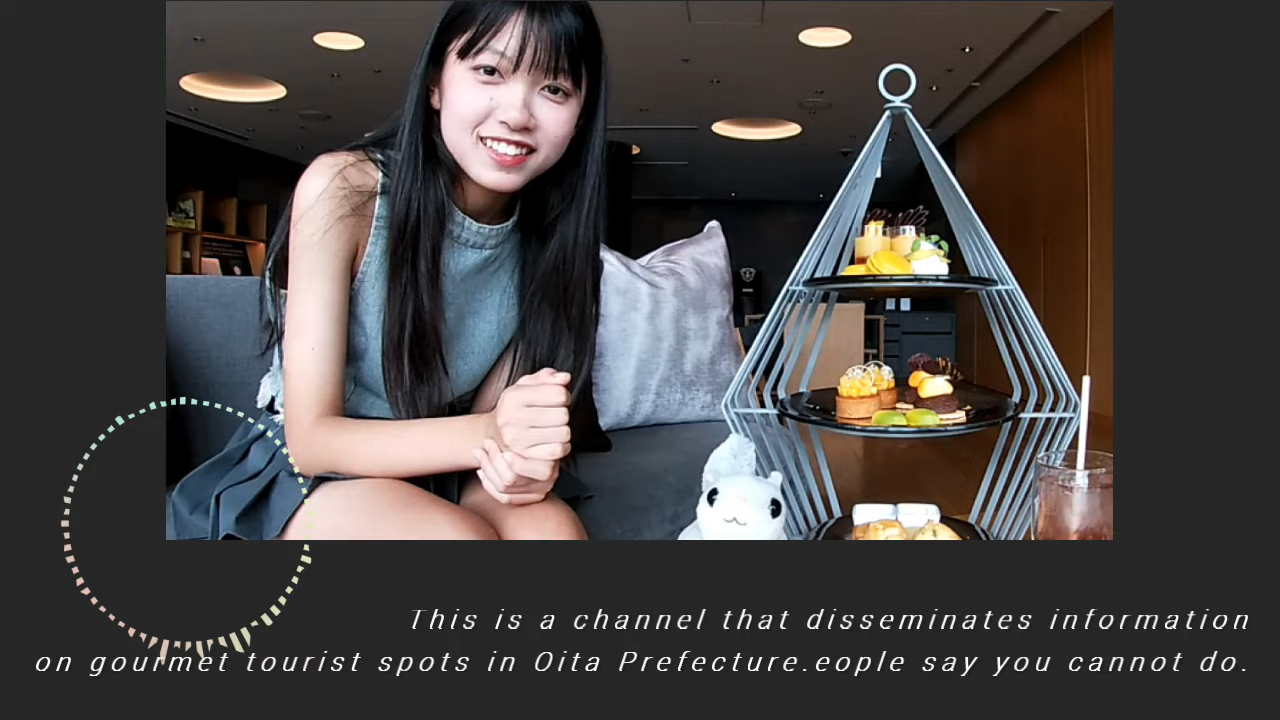 This is a channel that disseminates information
on gourmet tourist spots in Oita Prefecture.eople say you cannot do.